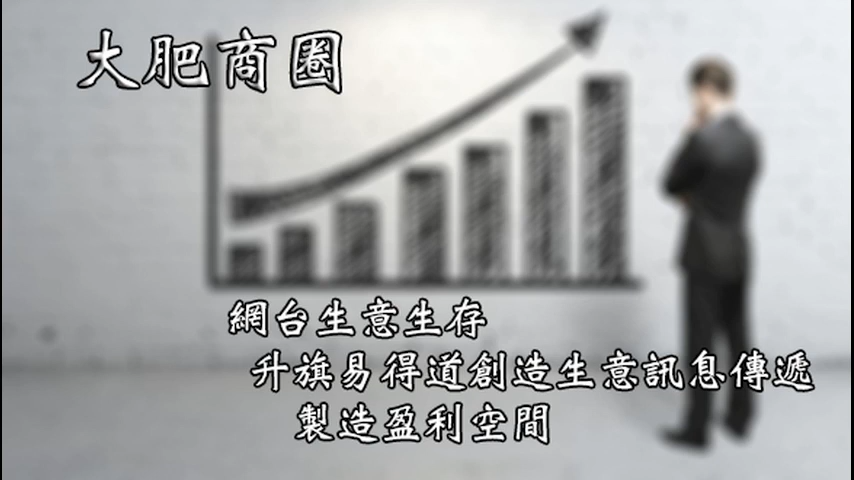 大肥商圈
網台生意生存
升旗易得道創造生意訊息傳遞
製造盈利空間